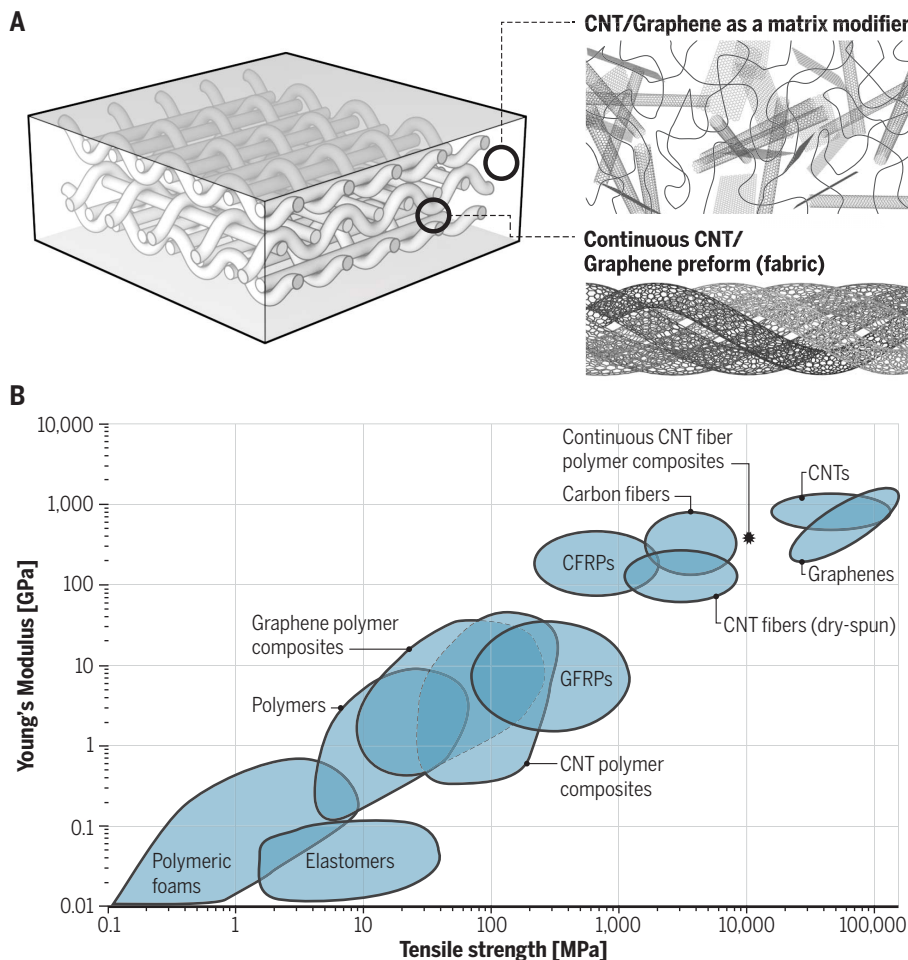 A
CNT/Graphene as a matrix modifier
Continuous CNT/
Graphene preform (fabric)
B
10,000
1,000
100
10
1
0.1
0.01
Young's Modulus [GPa]
Continuous CNT fiber
polymer composites
Carbon fibers
CNTs
CFRPs
Graphenes
CNT fibers (dry-spun)
Graphene polymer
composites
Polymers
GFRPs
CNT polymer
composites
Polymeric
foams
Elastomers
0.1
1
10
100
1,000
10,000
100,000
Tensile strength [MPa]